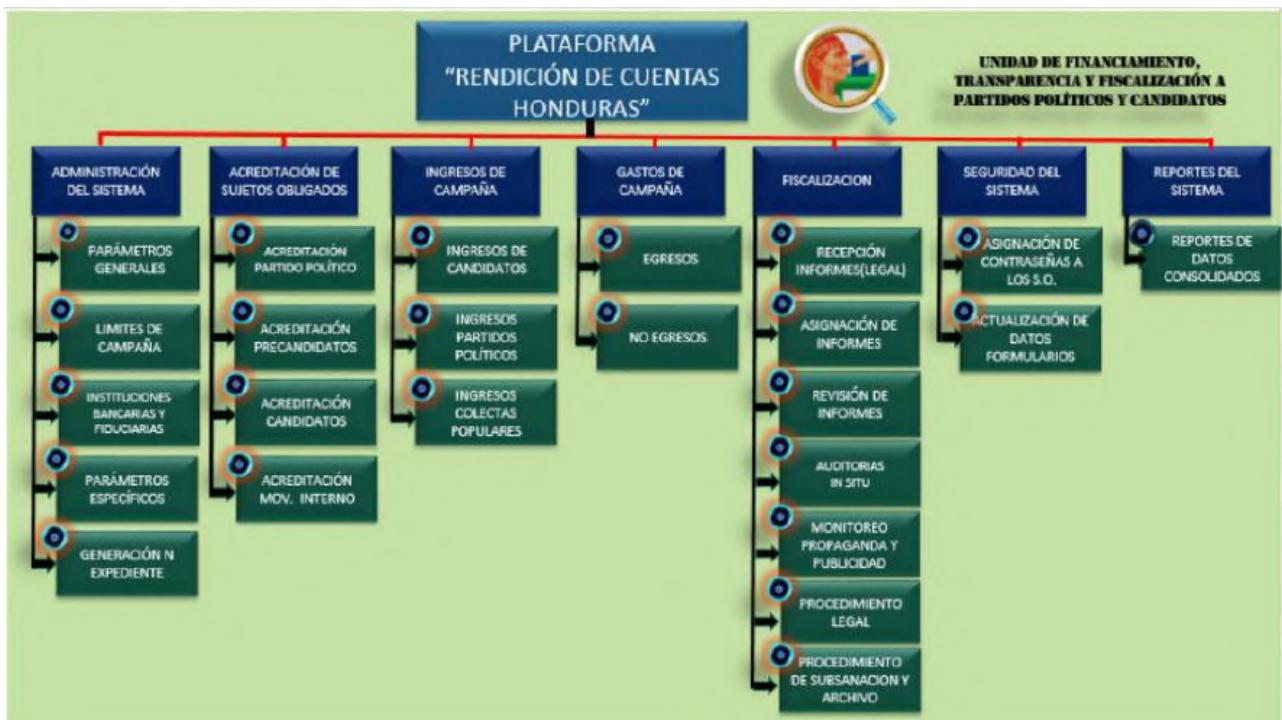 PLATAFORMA
“RENDICIÓN DE CUENTAS
HONDURAS”
UNIDAD DE FINANCIAMIENTO,
TRANSPARENCIA Y FISCALIZACIÓN A
PARTIDOS POLÍTICOS Y CANDIDATOS
ADMINISTRACIÓN
DEL SISTEMA
PARÁMETROS
GENERALES
LIMITES DE
CAMPAÑA
INSTITUCIONES
BANCARIAS Y
FIDUCIARIAS
PARÁMETROS
ESPECÍFICOS
GENERACIÓN N
EXPEDIENTE
ACREDITACIÓN DE
SUJETOS OBLIGADOS
ACREDITACIÓN
PARTIDO POLÍTICO
ACREDITACIÓN
PRECANDIDATOS
ACREDITACIÓN
CANDIDATOS
ACREDITACIÓN
MOV. INTERNO
INGRESOS DE
CAMPAÑA
INGRESOS DE
CANDIDATOS
INGRESOS
PARTIDOS
POLÍTICOS
INGRESOS
COLECTAS
POPULARES
GASTOS DE
CAMPAÑA
EGRESOS
NO EGRESOS
FISCALIZACION
RECEPCIÓN
INFORMES(LEGAL)
ASIGNACIÓN DE
INFORMES
REVISIÓN DE
INFORMES
AUDITORIAS
IN SITU
MONITOREO
PROPAGANDA Y
PUBLICIDAD
PROCEDIMIENTO
LEGAL
PROCEDIMIENTO
DE SUBSANACION Y
ARCHIVO
SEGURIDAD DEL
SISTEMA
ASIGNACIÓN DE
CONTRASEÑAS A
LOS S.O.
ACTUALIZACIÓN DE
DATOS
FORMULARIOS
REPORTES DEL
SISTEMA
REPORTES DE
DATOS
CONSOLIDADOS